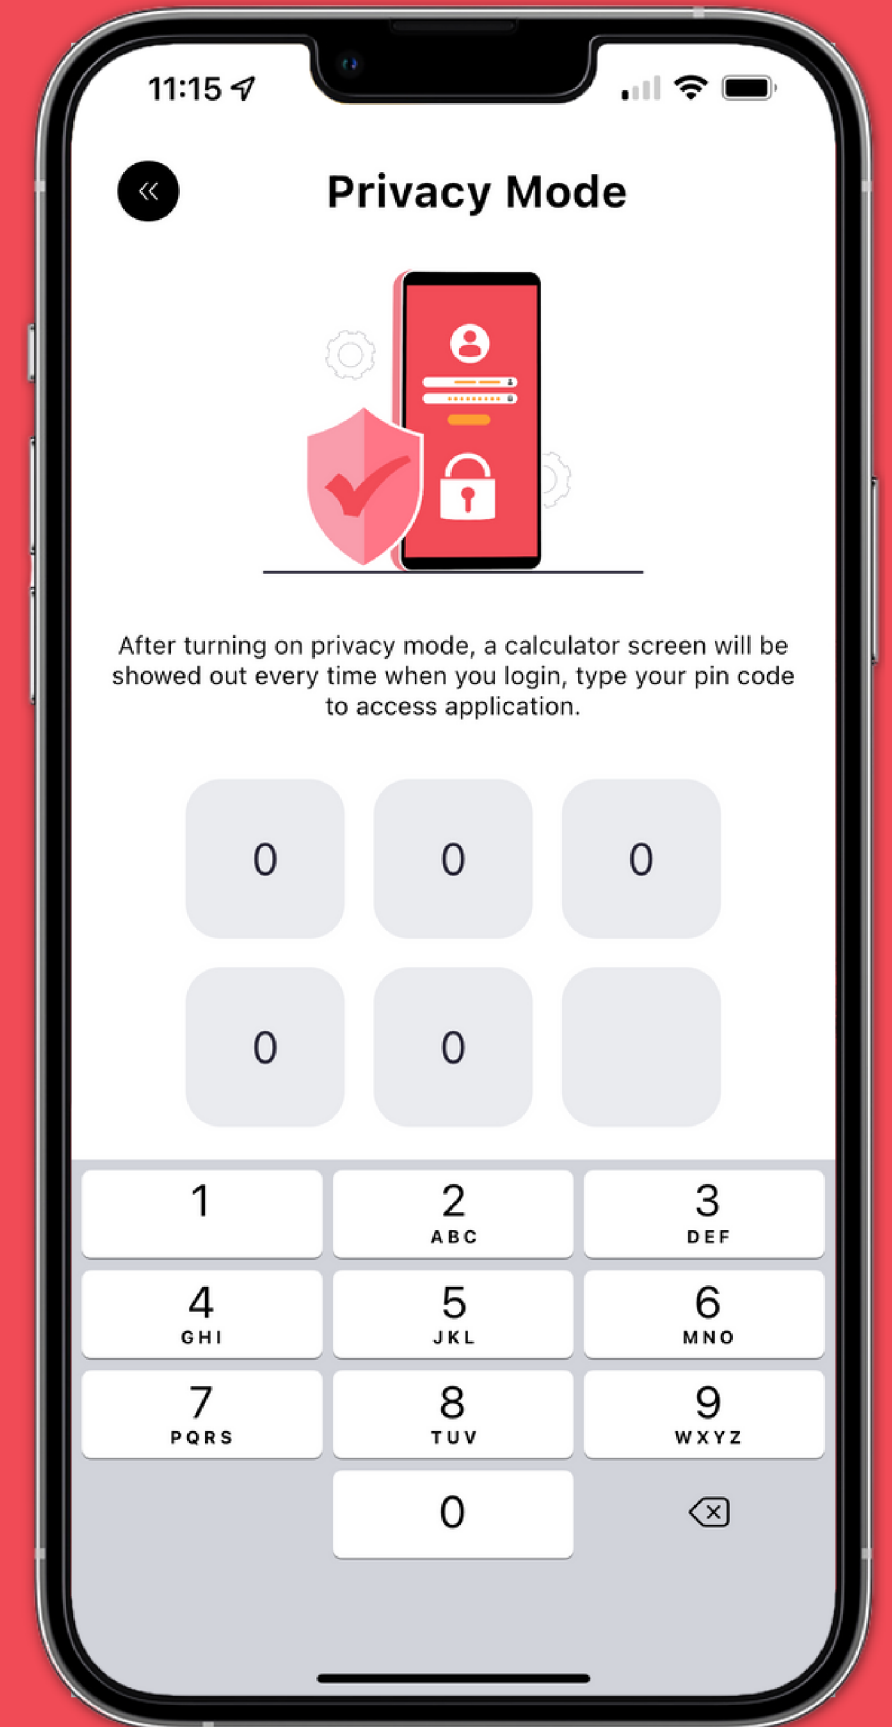 11:15
Privacy Mode
After turning on privacy mode, a calculator screen will be
showed out every time when you login, type your pin code
to access application.
0 0 0
0 0
1 2 3
ABC DEF
4 5 6
GHI JKL MNO
7 8 9
PQRS TUV WXYZ
0